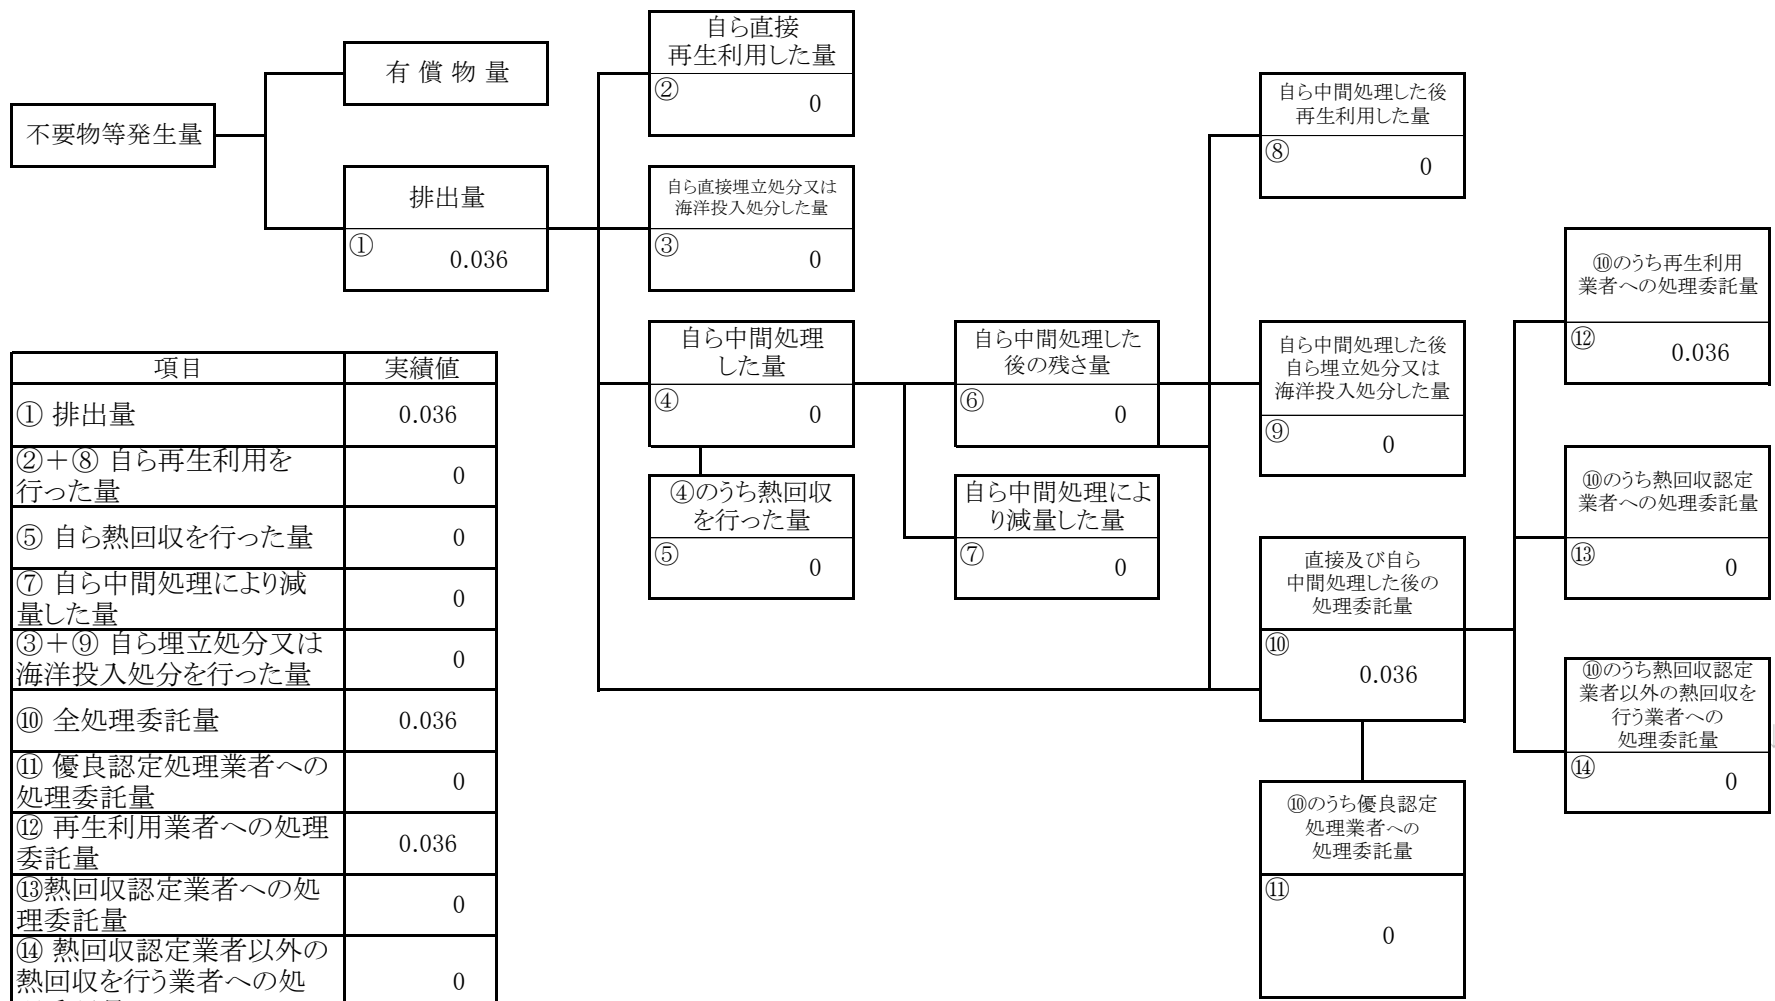 不要物等発生量
有 償 物 量
排出量
①
0.036
自ら直接
再生利用した量
②
0
自ら直接埋立処分又は
海洋投入処分した量
③
0
自ら中間処理
した量
④
0
④のうち熱回収
を行った量
⑤
0
自ら中間処理した
後の残さ量
⑥
0
自ら中間処理によ
り減量した量
⑦
0
自ら中間処理した後
再生利用した量
⑧
0
自ら中間処理した後
自ら埋立処分又は
海洋投入処分した量
⑨
0
直接及び自ら
中間処理した後の
処理委託量
⑩
0.036
⑩のうち優良認定
処理業者への
処理委託量
⑪
0
⑩のうち再生利用
業者への処理委託量
⑫
0.036
⑩のうち熱回収認定
業者への処理委託量
⑬
0
⑩のうち熱回収認定
業者以外の熱回収を
行う業者への
処理委託量
⑭
0
項目 実績値
① 排出量 0.036
②＋⑧ 自ら再生利用を
行った量 0
⑤ 自ら熱回収を行った量 0
⑦ 自ら中間処理により減
量した量 0
③＋⑨ 自ら埋立処分又は
海洋投入処分を行った量 0
⑩ 全処理委託量 0.036
⑪ 優良認定処理業者への
処理委託量 0
⑫ 再生利用業者への処理
委託量 0.036
⑬熱回収認定業者への処
理委託量 0
⑭ 熱回収認定業者以外の
熱回収を行う業者への処 0